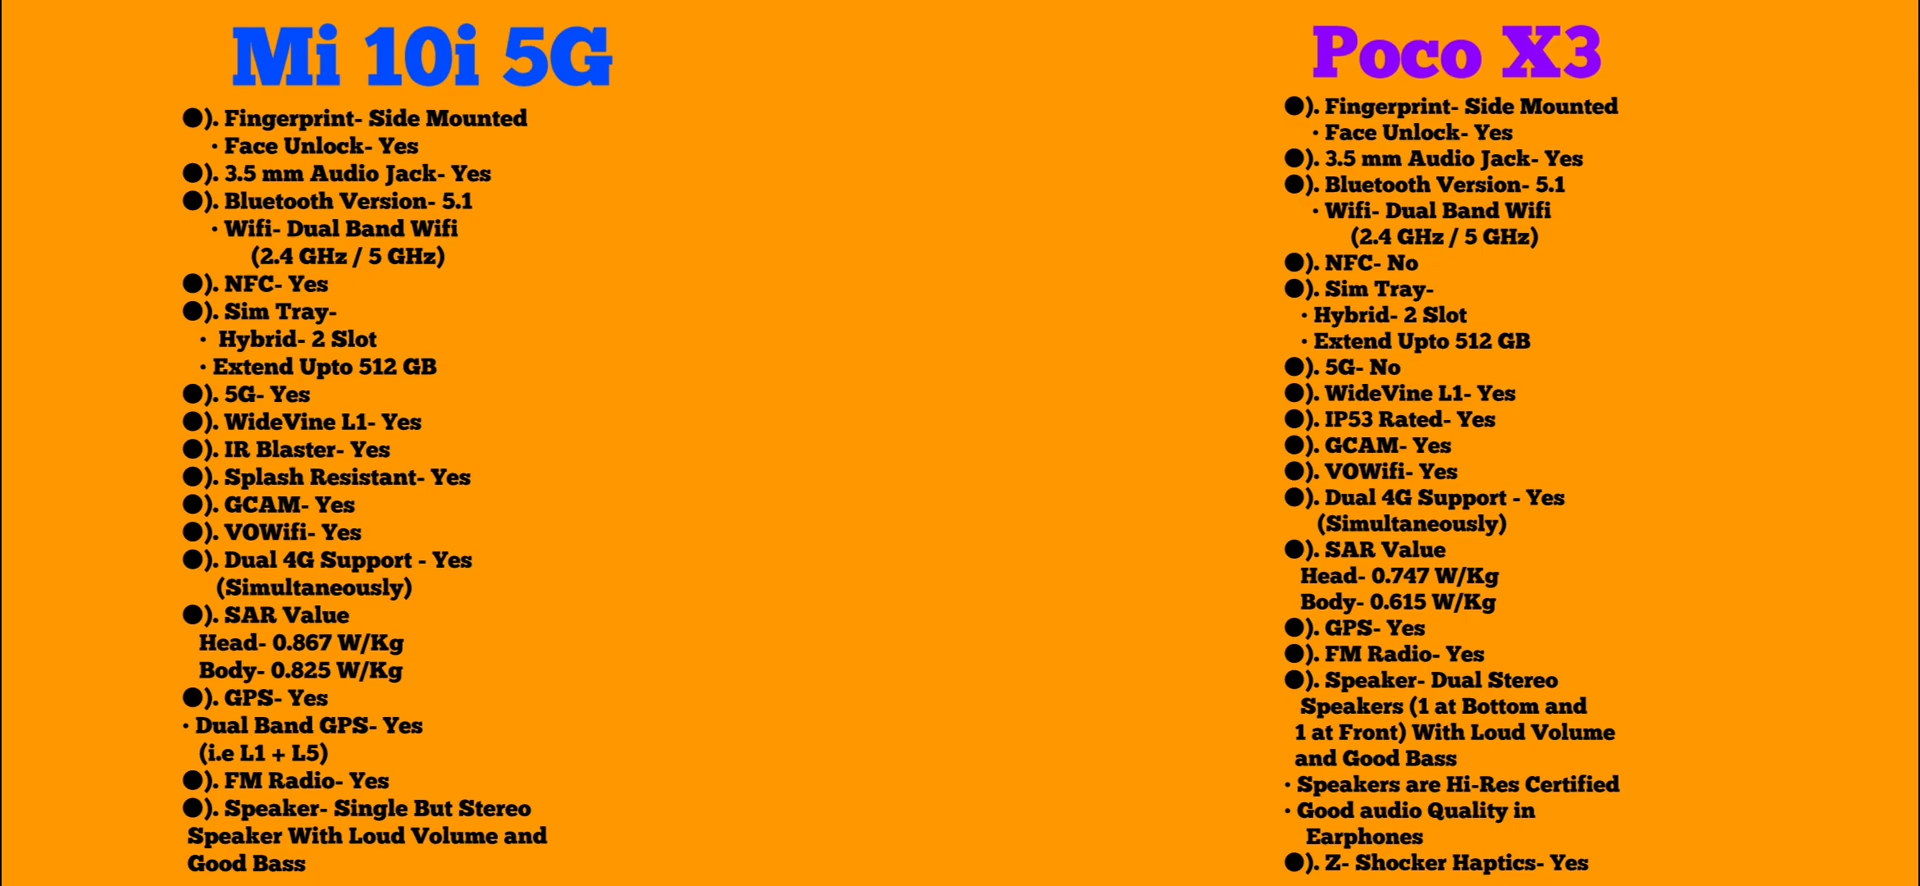 Mi 10i 5G
●). Fingerprint- Side Mounted
· Face Unlock- Yes
●). 3.5 mm Audio Jack- Yes
●). Bluetooth Version- 5.1
· Wifi- Dual Band Wifi
(2.4 GHz / 5 GHz)
●). NFC- Yes
●). Sim Tray-
· Hybrid- 2 Slot
· Extend Upto 512 GB
●). 5G- Yes
●). WideVine L1- Yes
●). IR Blaster- Yes
●). Splash Resistant- Yes
●). GCAM- Yes
●). VOWifi- Yes
●). Dual 4G Support - Yes
(Simultaneously)
●). SAR Value
Head- 0.867 W/Kg
Body- 0.825 W/Kg
●). GPS- Yes
· Dual Band GPS- Yes
(i.e L1 + L5)
●). FM Radio- Yes
●). Speaker- Single But Stereo
Speaker With Loud Volume and
Good Bass
Poco X3
●). Fingerprint- Side Mounted
· Face Unlock- Yes
●). 3.5 mm Audio Jack- Yes
●). Bluetooth Version- 5.1
· Wifi- Dual Band Wifi
(2.4 GHz / 5 GHz)
●). NFC- No
●). Sim Tray-
· Hybrid- 2 Slot
· Extend Upto 512 GB
●). 5G- No
●). WideVine L1- Yes
●). IP53 Rated- Yes
●). GCAM- Yes
●). VOWifi- Yes
●). Dual 4G Support - Yes
(Simultaneously)
●). SAR Value
Head- 0.747 W/Kg
Body- 0.615 W/Kg
●). GPS- Yes
●). FM Radio- Yes
●). Speaker- Dual Stereo
Speakers (1 at Bottom and
1 at Front) With Loud Volume
and Good Bass
· Speakers are Hi-Res Certified
· Good audio Quality in
Earphones
●). Z- Shocker Haptics- Yes